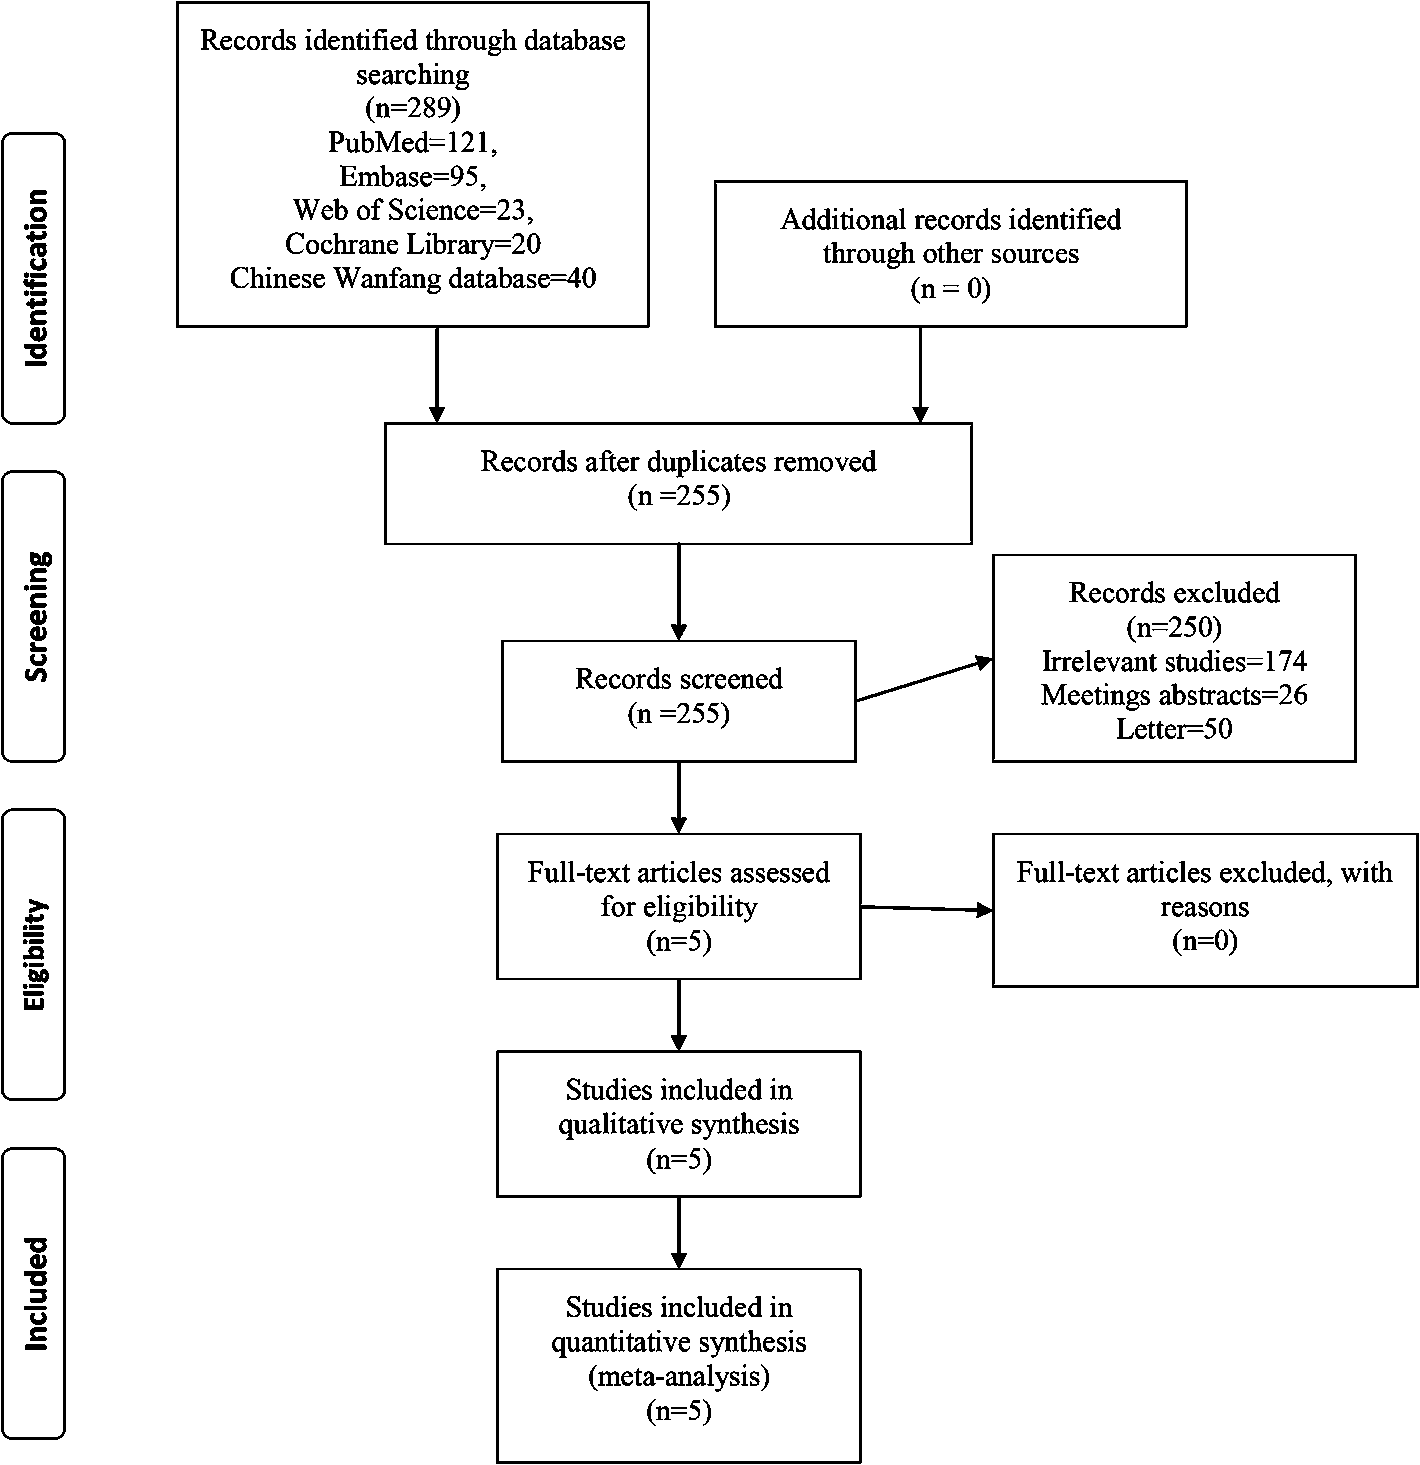 Identification
Records identified through database
searching
(n=289)
PubMed=121,
Embase=95,
Web of Science=23,
Cochrane Library=20
Chinese Wanfang database=40
Additional records identified
through other sources
(n = 0)
Records after duplicates removed
(n =255)
Screening
Records screened
(n =255)
Records excluded
(n=250)
Irrelevant studies=174
Meetings abstracts=26
Letter=50
Eligibility
Full-text articles assessed
for eligibility
(n=5)
Full-text articles excluded, with
reasons
(n=0)
Studies included in
qualitative synthesis
(n=5)
Included
Studies included in
quantitative synthesis
(meta-analysis)
(n=5)